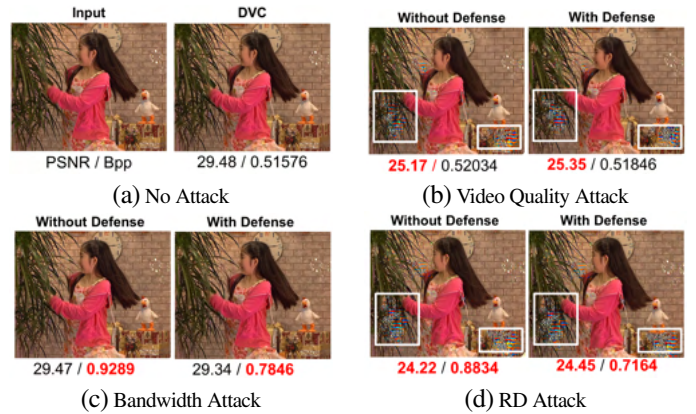 Input DVC
PSNR / Bpp 29.48 / 0.51576
(a) No Attack
Without Defense With Defense
25.17 / 0.52034 25.35 / 0.51846
(b) Video Quality Attack
Without Defense With Defense
29.47 / 0.9289 29.34 / 0.7846
(c) Bandwidth Attack
Without Defense With Defense
24.22 / 0.8834 24.45 / 0.7164
(d) RD Attack